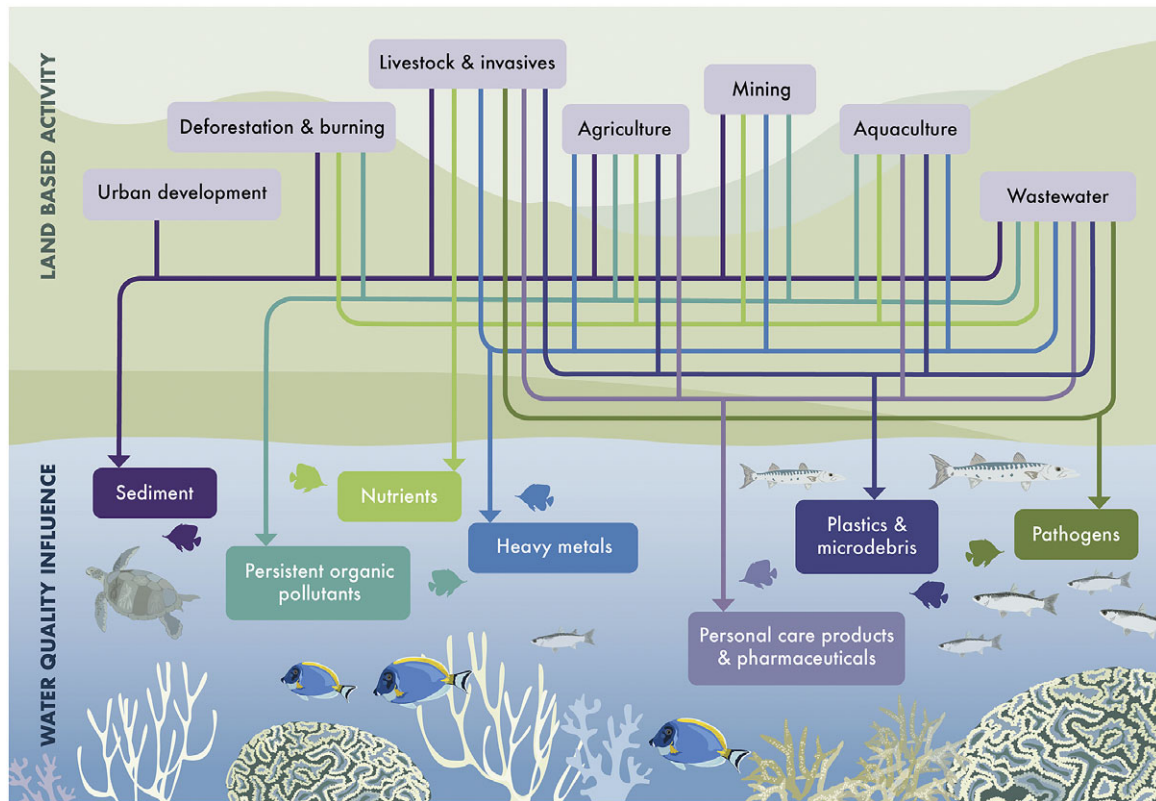 LAND BASED ACTIVITY
Livestock & invasives
Mining
Deforestation & burning
Agriculture
Aquaculture
Urban development
Wastewater
WATER QUALITY INFLUENCE
Sediment
Nutrients
Heavy metals
Plastics &
microdebris
Pathogens
Persistent organic
pollutants
Personal care products
& pharmaceuticals